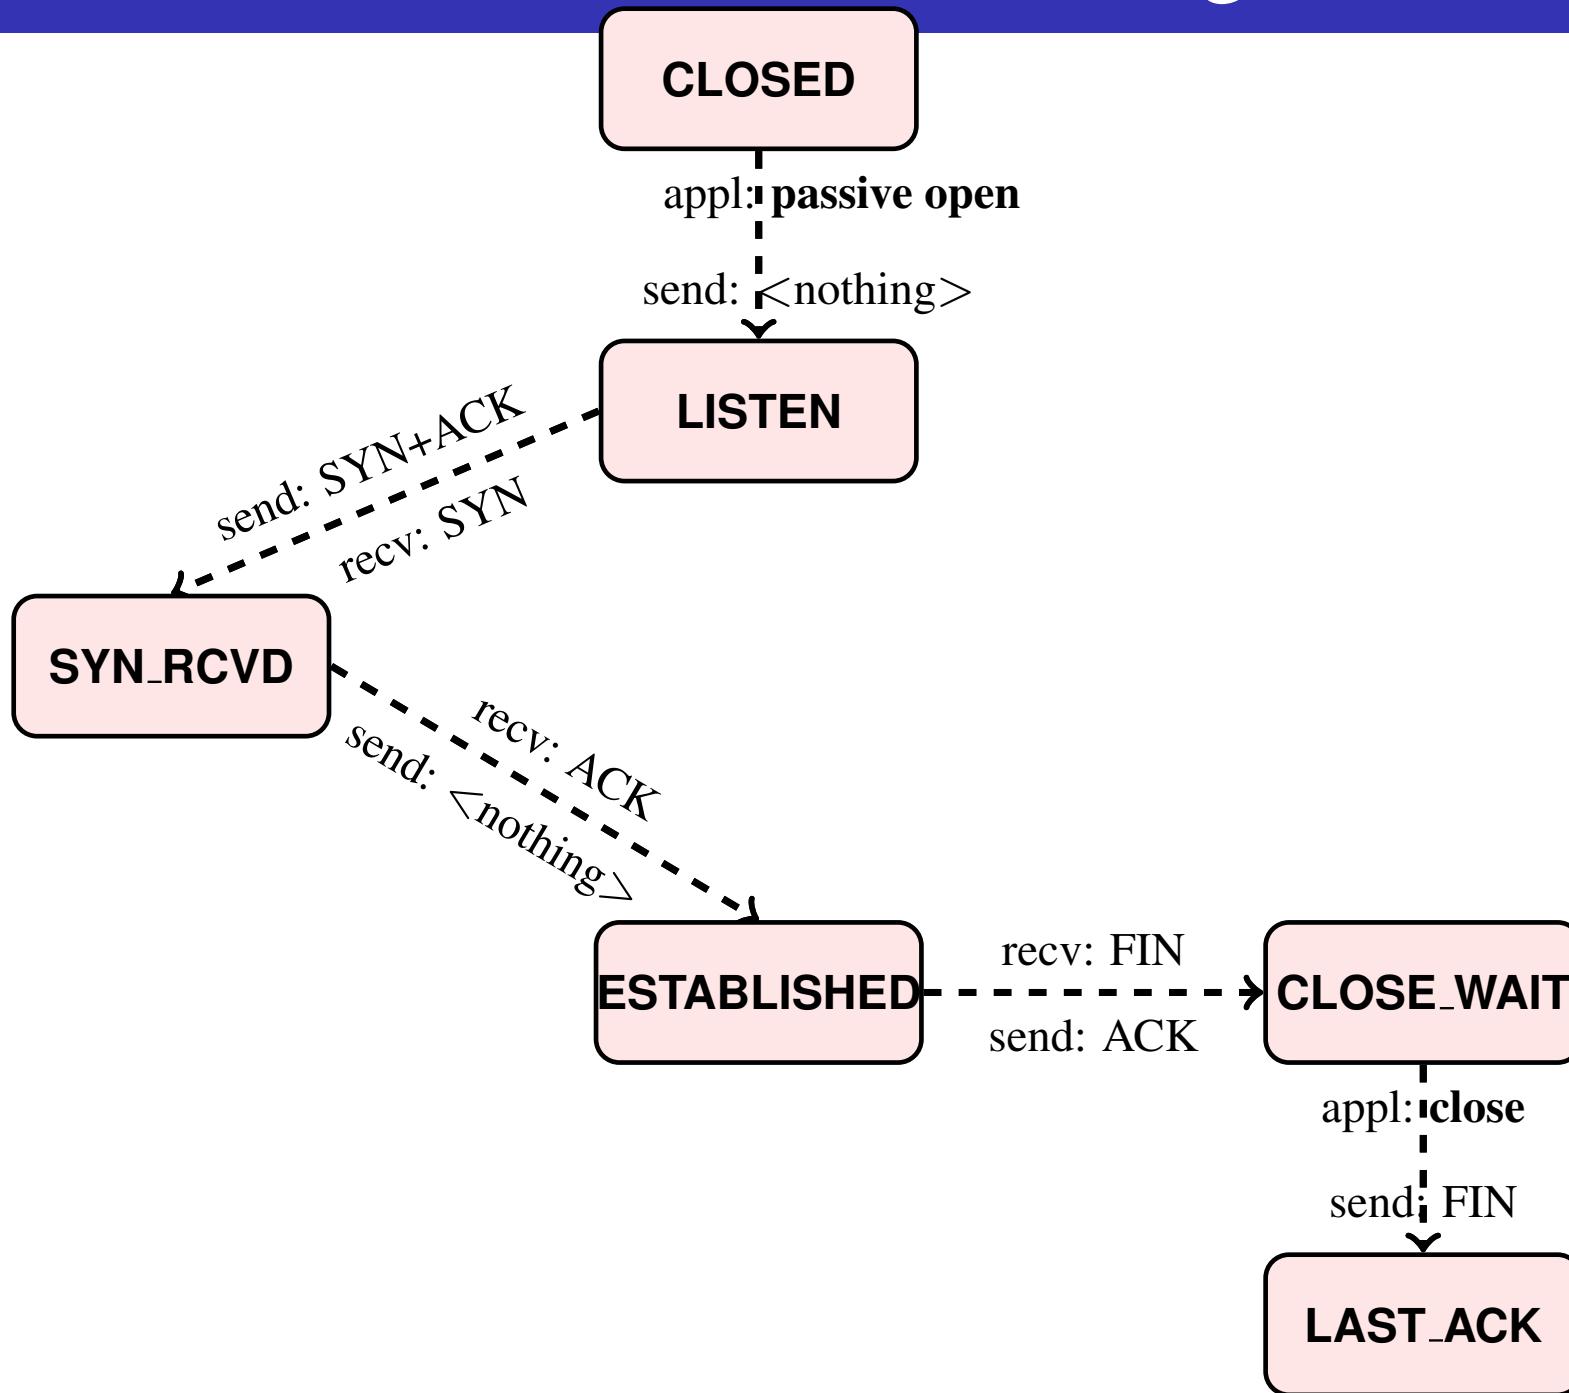 CLOSED
appl: passive open
send: <nothing>
LISTEN
send: SYN+ACK
recv: SYN
SYN_RCVD
recv: ACK
send: <nothing>
ESTABLISHED
recv: FIN
send: ACK
CLOSE_WAIT
appl: close
send: FIN
LAST_ACK